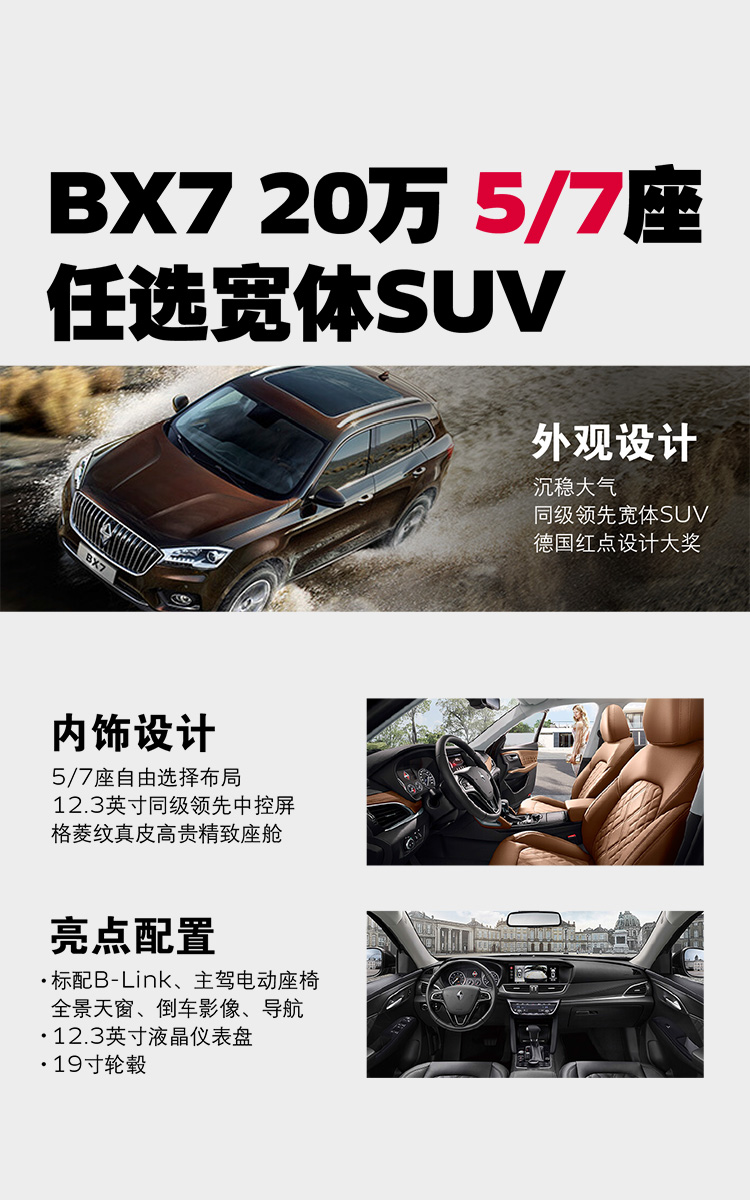 BX7 20万 5/7座
任选宽体SUV
外观设计
沉稳大气
同级领先宽体SUV
德国红点设计大奖
BX7
内饰设计
5/7座自由选择布局
12.3英寸同级领先中控屏
格菱纹真皮高贵精致座舱
亮点配置
·标配B-Link、主驾电动座椅
全景天窗、倒车影像、导航
·12.3英寸液晶仪表盘
·19寸轮毂